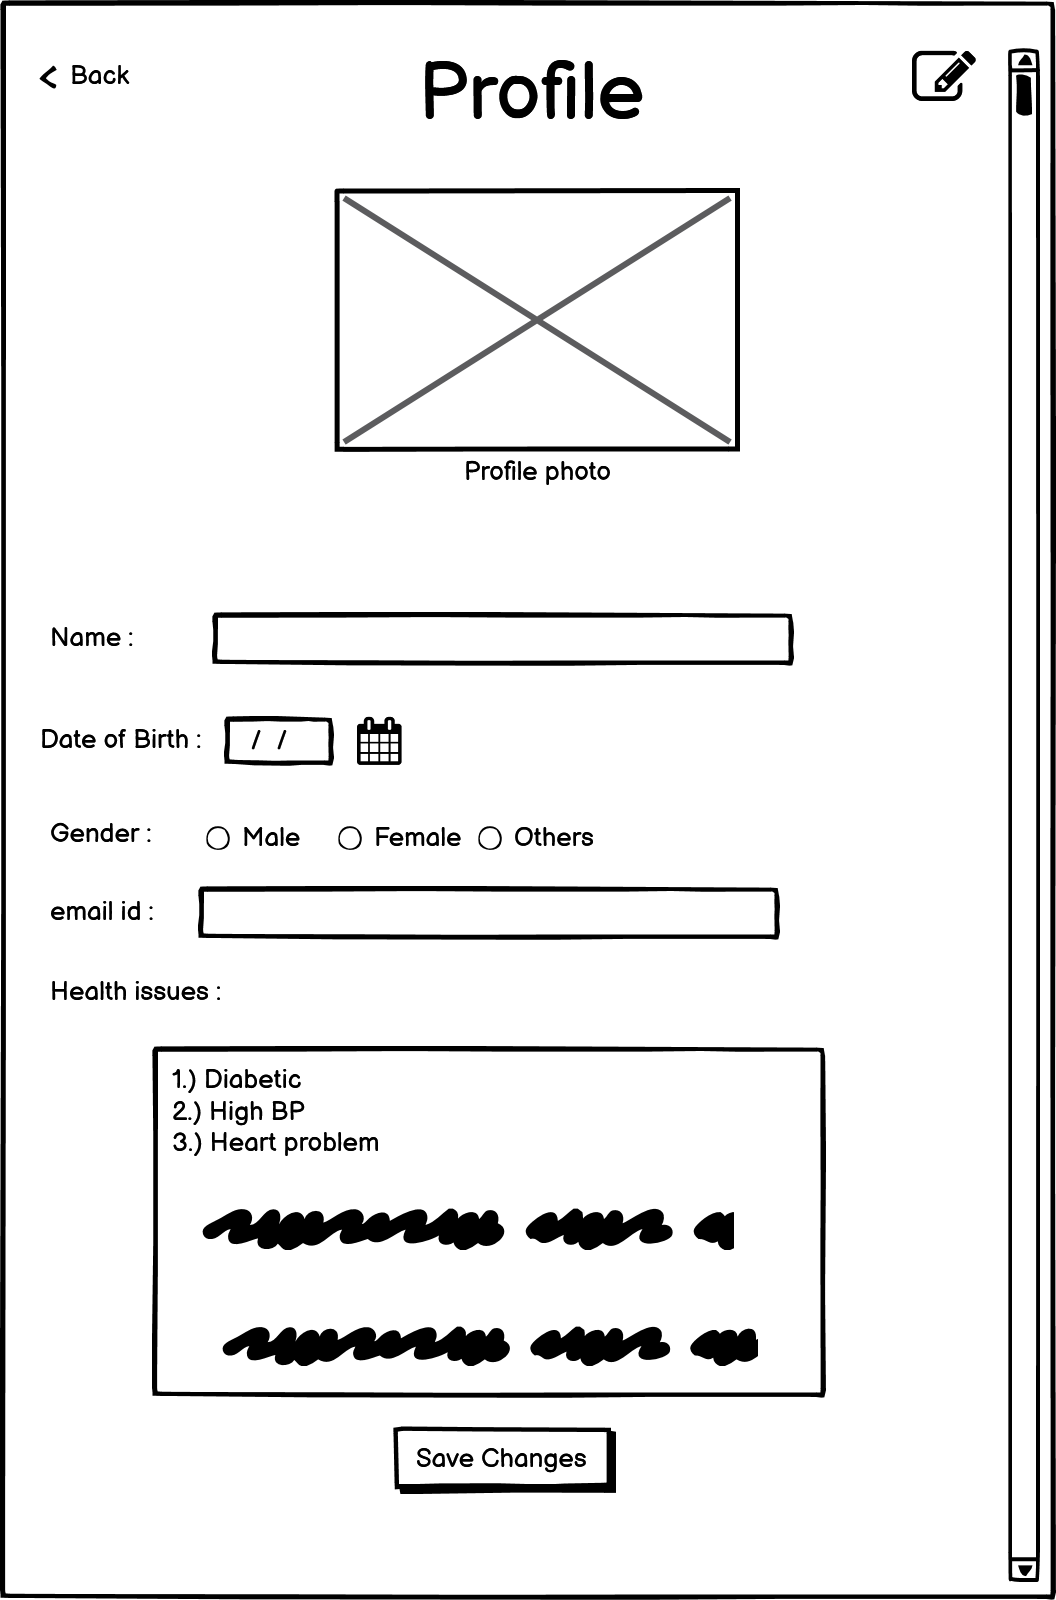 Back
Profile
Profile photo
Name :
Date of Birth :
/ /
Gender :
Male
Female
Others
email id :
Health issues :
1.) Diabetic
2.) High BP
3.) Heart problem
Save Changes